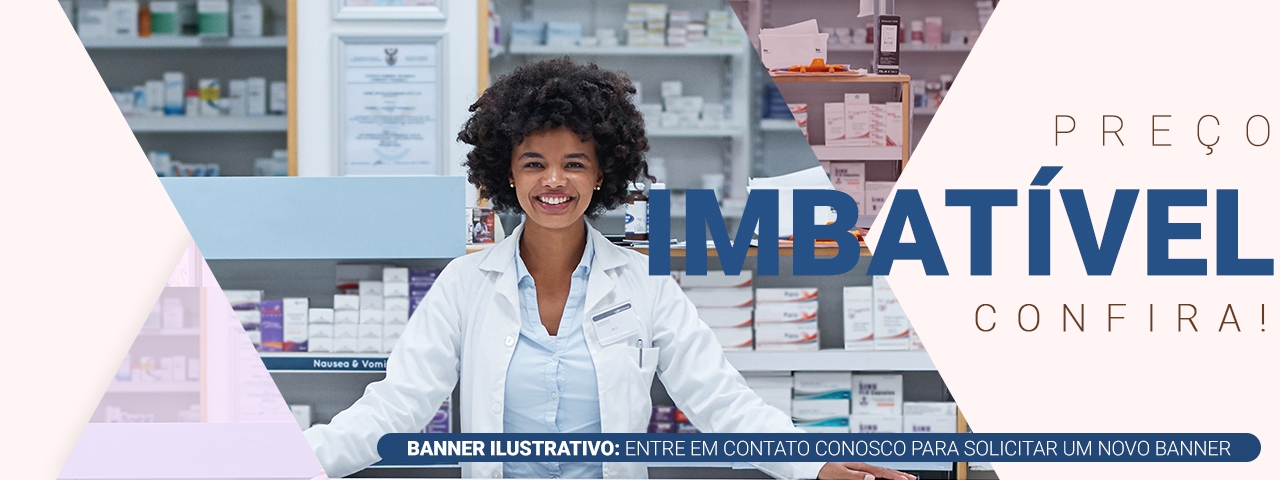 PREÇO
IMBATÍVEL
CONFIRA!
Nausea & Vomi
BANNER ILUSTRATIVO: ENTRE EM CONTATO CONOSCO PARA SOLICITAR UM NOVO BANNER